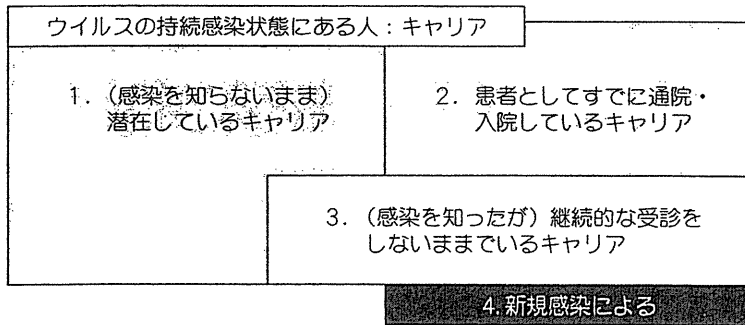 ウイルスの持続感染状態にある人：キャリア
1．（感染を知らないまま）
潜在しているキャリア
2．患者としてすでに通院・
入院しているキャリア
3．（感染を知ったが）継続的な受診を
しないままでいるキャリア
4.新規感染による